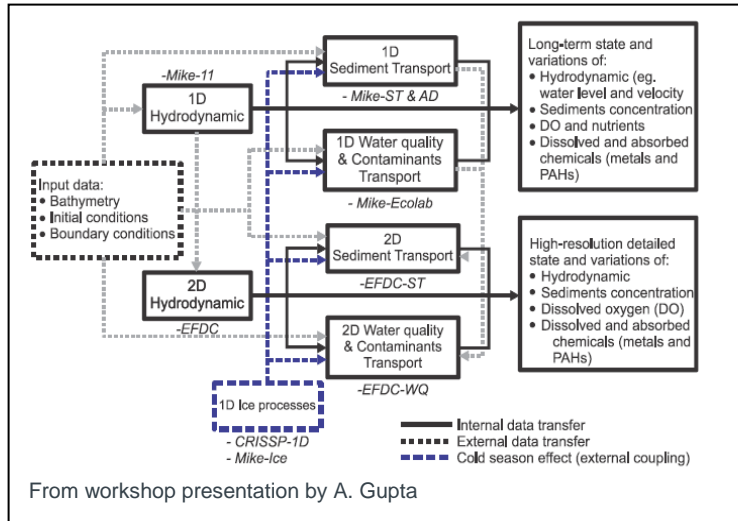 -Mike-11
1D
Hydrodynamic
1D
Sediment Transport
- Mike-ST & AD
1D Water quality
& Contaminants
Transport
- Mike-Ecolab
Input data:
• Bathymetry
• Initial conditions
• Boundary conditions
2D
Hydrodynamic
-EFDC
2D
Sediment Transport
-EFDC-ST
2D Water quality
& Contaminants
Transport
-EFDC-WQ
1D Ice processes
- CRISSP-1D
- Mike-Ice
Long-term state and
variations of:
• Hydrodynamic (eg.
water level and velocity
• Sediments concentration
• DO and nutrients
• Dissolved and absorbed
chemicals (metals and
PAHs)
High-resolution detailed
state and variations of:
• Hydrodynamic
• Sediments concentration
• Dissolved oxygen (DO)
• Dissolved and absorbed
chemicals (metals and
PAHs)
Internal data transfer
External data transfer
Cold season effect (external coupling)
From workshop presentation by A. Gupta